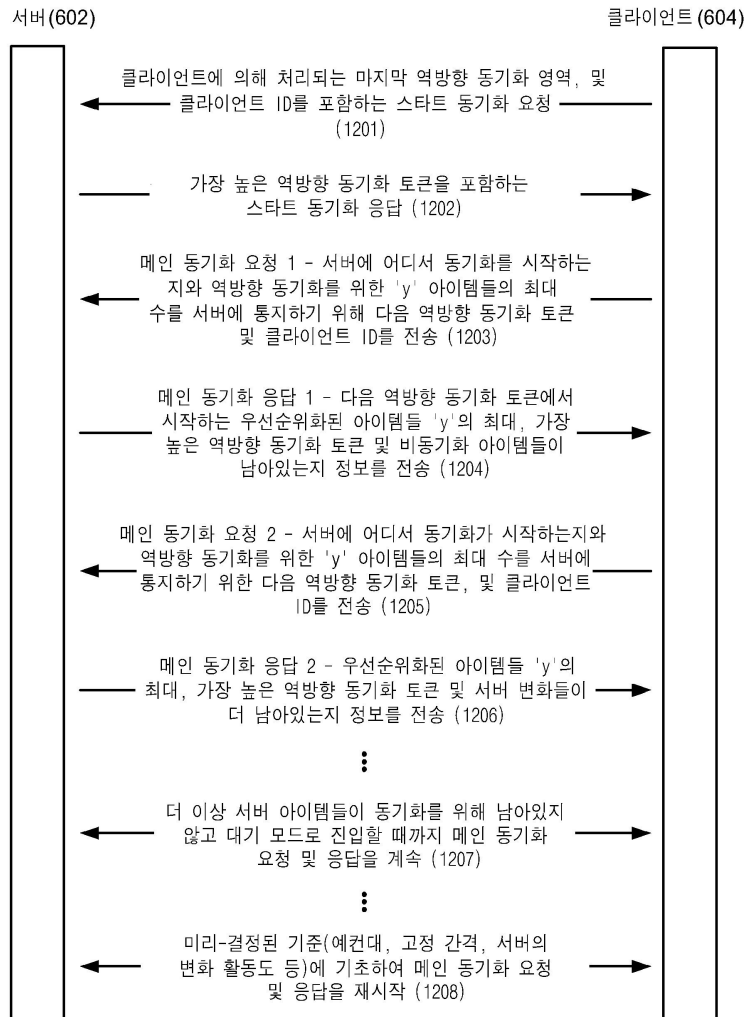 서버(602)
클라이언트(604)
클라이언트에 의해 처리되는 마지막 역방향 동기화 영역, 및
클라이언트 ID를 포함하는 스타트 동기화 요청
(1201)
가장 높은 역방향 동기화 토큰을 포함하는
스타트 동기화 응답 (1202)
메인 동기화 요청 1 - 서버에 어디서 동기화를 시작하는
지와 역방향 동기화를 위한 'y' 아이템들의 최대
수를 서버에 통지하기 위해 다음 역방향 동기화 토큰
및 클라이언트 ID를 전송 (1203)
메인 동기화 응답 1 - 다음 역방향 동기화 토큰에서
시작하는 우선순위화된 아이템들 'y'의 최대, 가장
높은 역방향 동기화 토큰 및 비동기화 아이템들이
남아있는지 정보를 전송 (1204)
메인 동기화 요청 2 - 서버에 어디서 동기화가 시작하는지와
역방향 동기화를 위한 'y' 아이템들의 최대 수를 서버에
통지하기 위한 다음 역방향 동기화 토큰, 및 클라이언트
ID를 전송 (1205)
메인 동기화 응답 2 - 우선순위화된 아이템들 'y'의
최대, 가장 높은 역방향 동기화 토큰 및 서버 변화들이
더 남아있는지 정보를 전송 (1206)
더 이상 서버 아이템들이 동기화를 위해 남아있지
않고 대기 모드로 진입할 때까지 메인 동기화
요청 및 응답을 계속 (1207)
미리-결정된 기준(예컨대, 고정 간격, 서버의
변화 활동도 등)에 기초하여 메인 동기화 요청
및 응답을 재시작 (1208)